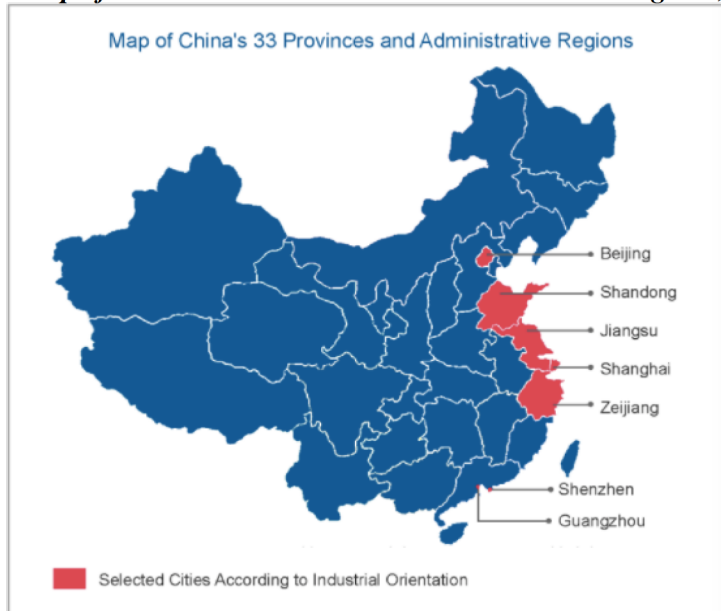 Map of China's 33 Provinces and Administrative Regions
Beijing
Shandong
Jiangsu
Shanghai
Zeijiang
Shenzhen
Guangzhou
Selected Cities According to Industrial Orientation